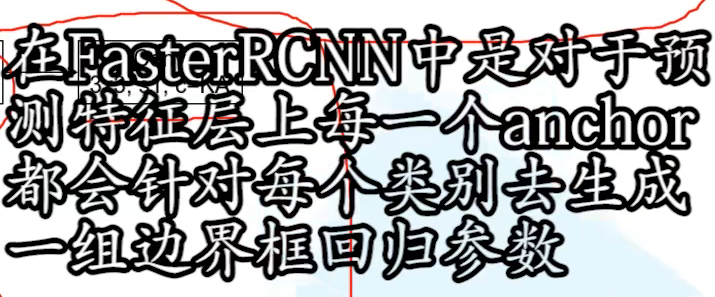 在FasterRCNN中是对于预
测特征层上每一个anchor
都会针对每个类别去生成
一组边界框回归参数